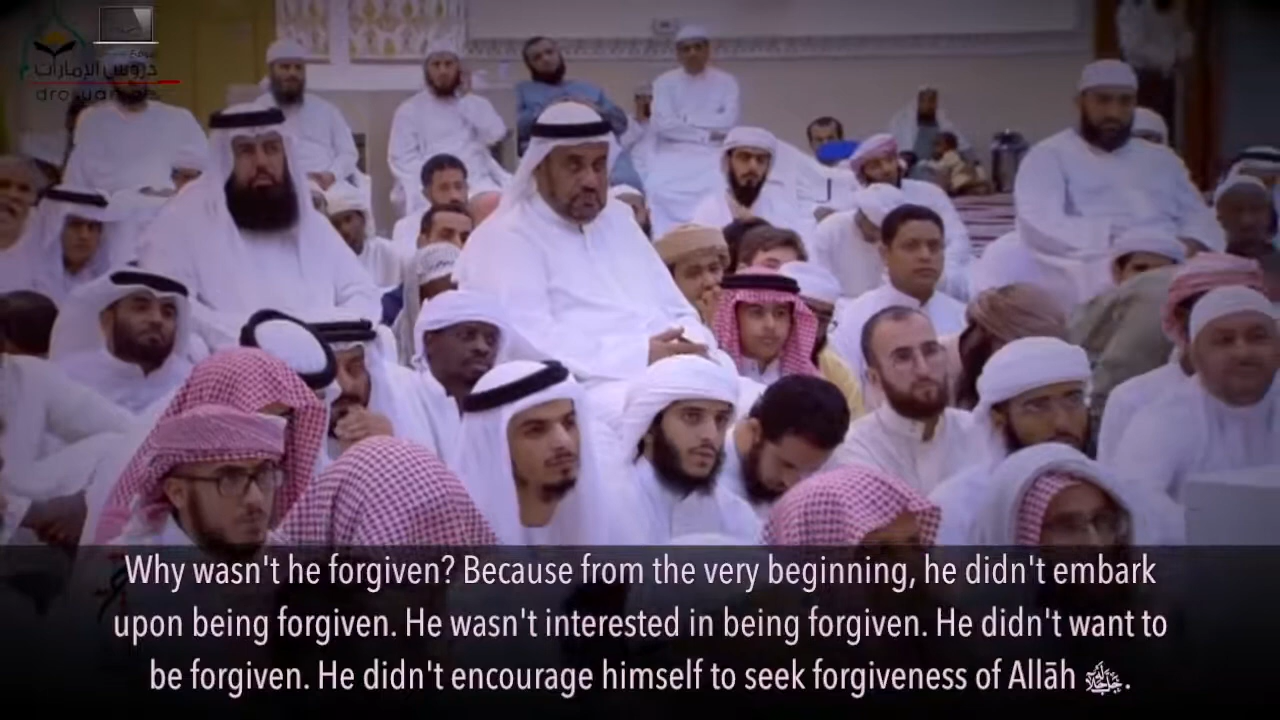 دروس الإمارات
Why wasn't he forgiven? Because from the very beginning, he didn't embark
upon being forgiven. He wasn't interested in being forgiven. He didn't want to
be forgiven. He didn't encourage himself to seek forgiveness of Allāh ﷻ.